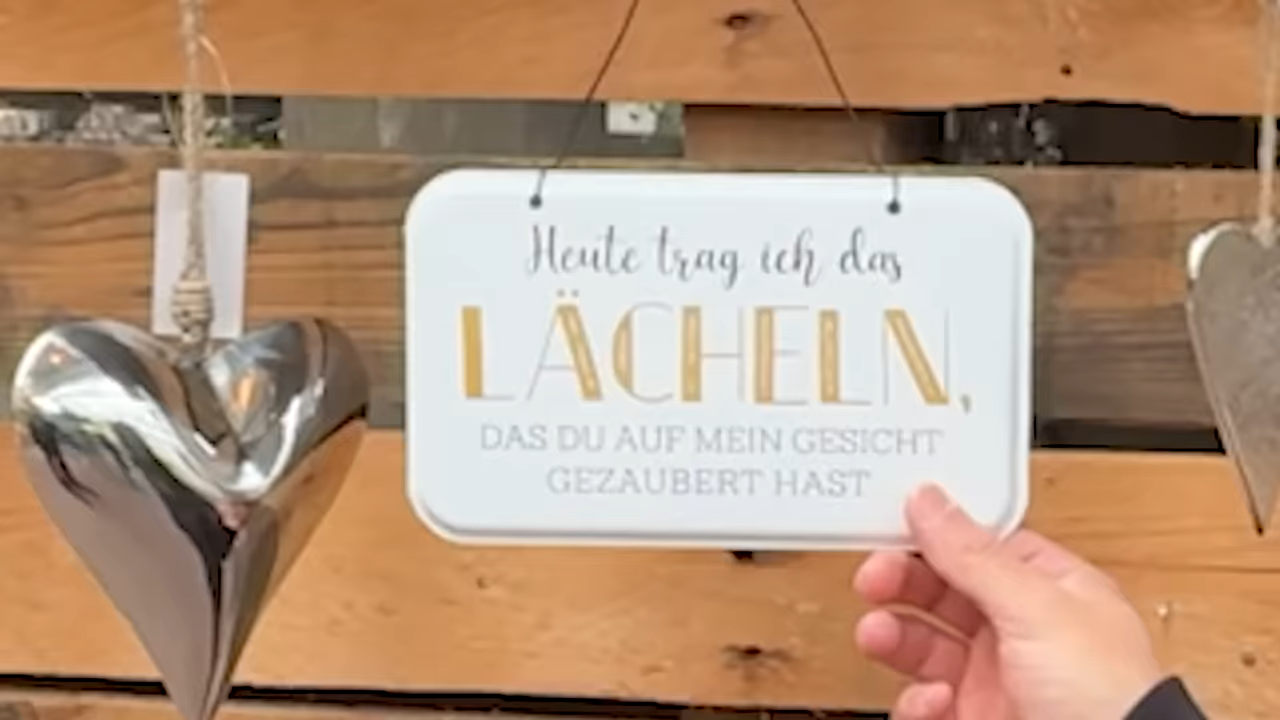 Heute trag ich das
LÄCHELN,
DAS DU AUF MEIN GESICHT
GEZAUBERT HAST